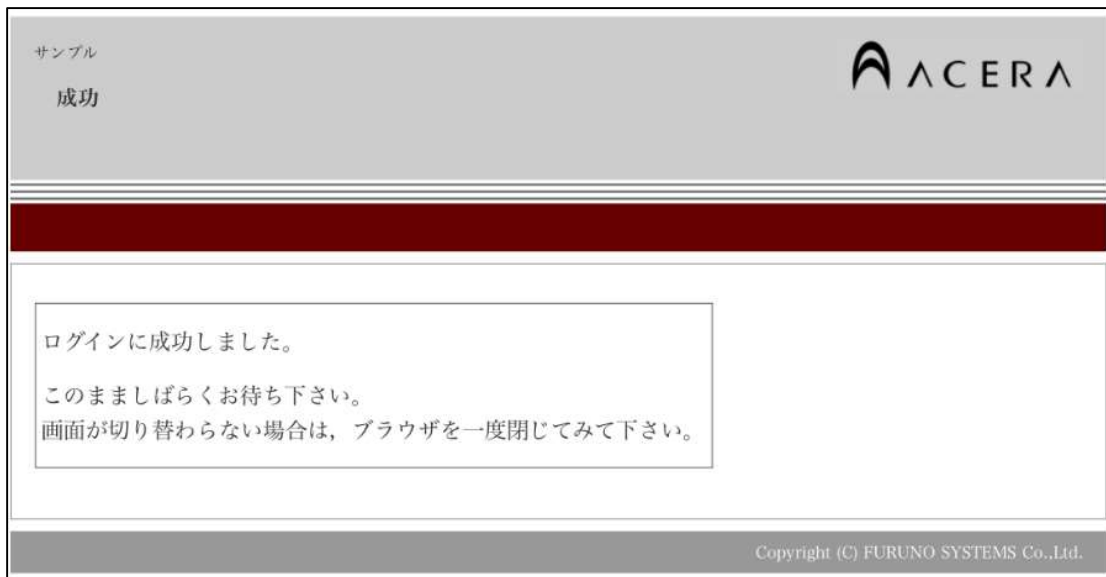 サンプル
ACERA
成功
ログインに成功しました。
このまましばらくお待ち下さい。
画面が切り替わらない場合は，ブラウザを一度閉じてみて下さい。
Copyright (C) FURUNO SYSTEMS Co.,Ltd.